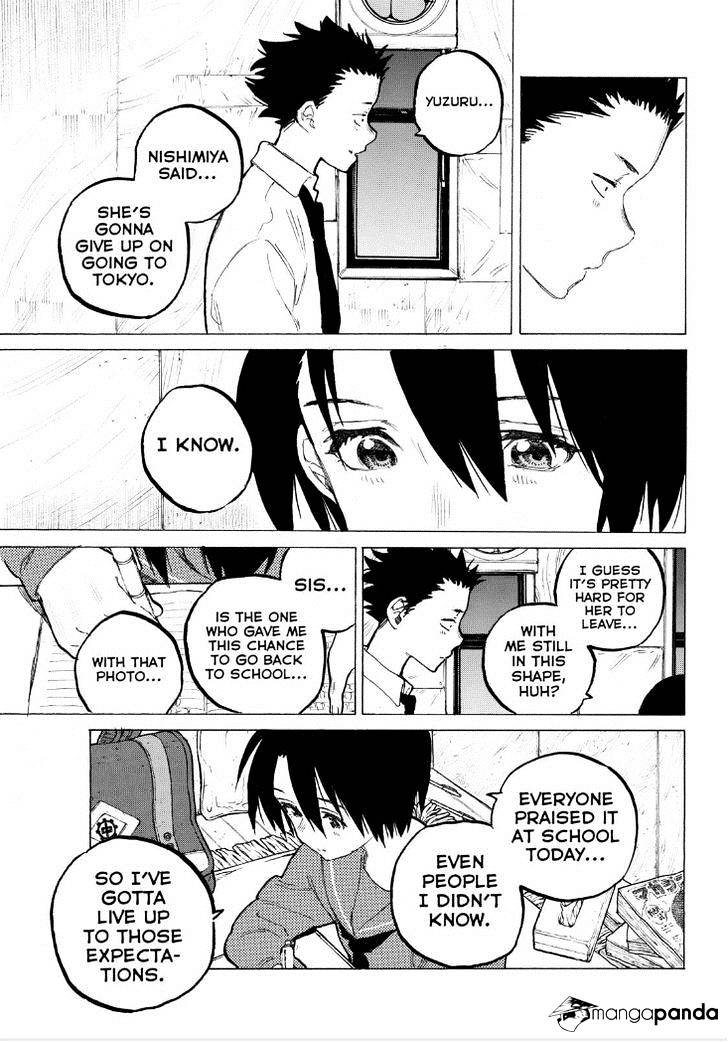 YUZURU...
NISHIMIYA
SAID...
SHE'S
GONNA
GIVE UP ON
GOING TO
TOKYO.
I KNOW.
I GUESS
IT'S PRETTY
HARD FOR
HER TO
LEAVE...
WITH
ME STILL
IN THIS
SHAPE,
HUH?
SIS...
IS THE ONE
WHO GAVE ME
THIS CHANCE
TO GO BACK
TO SCHOOL...
WITH THAT
PHOTO...
EVERYONE
PRAISED IT
AT SCHOOL
TODAY...
EVEN
PEOPLE
I DIDN'T
KNOW.
SO I'VE
GOTTA
LIVE UP
TO THOSE
EXPECTA-
TIONS.
中
mangapanda